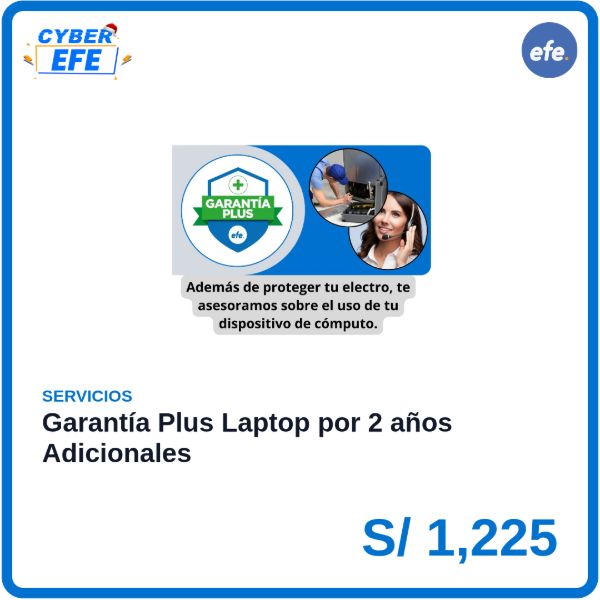 CYBER
EFE
efe.
GARANTÍA
PLUS
efe.
Además de proteger tu electro, te
asesoramos sobre el uso de tu
dispositivo de cómputo.
SERVICIOS
Garantía Plus Laptop por 2 años
Adicionales
S/ 1,225